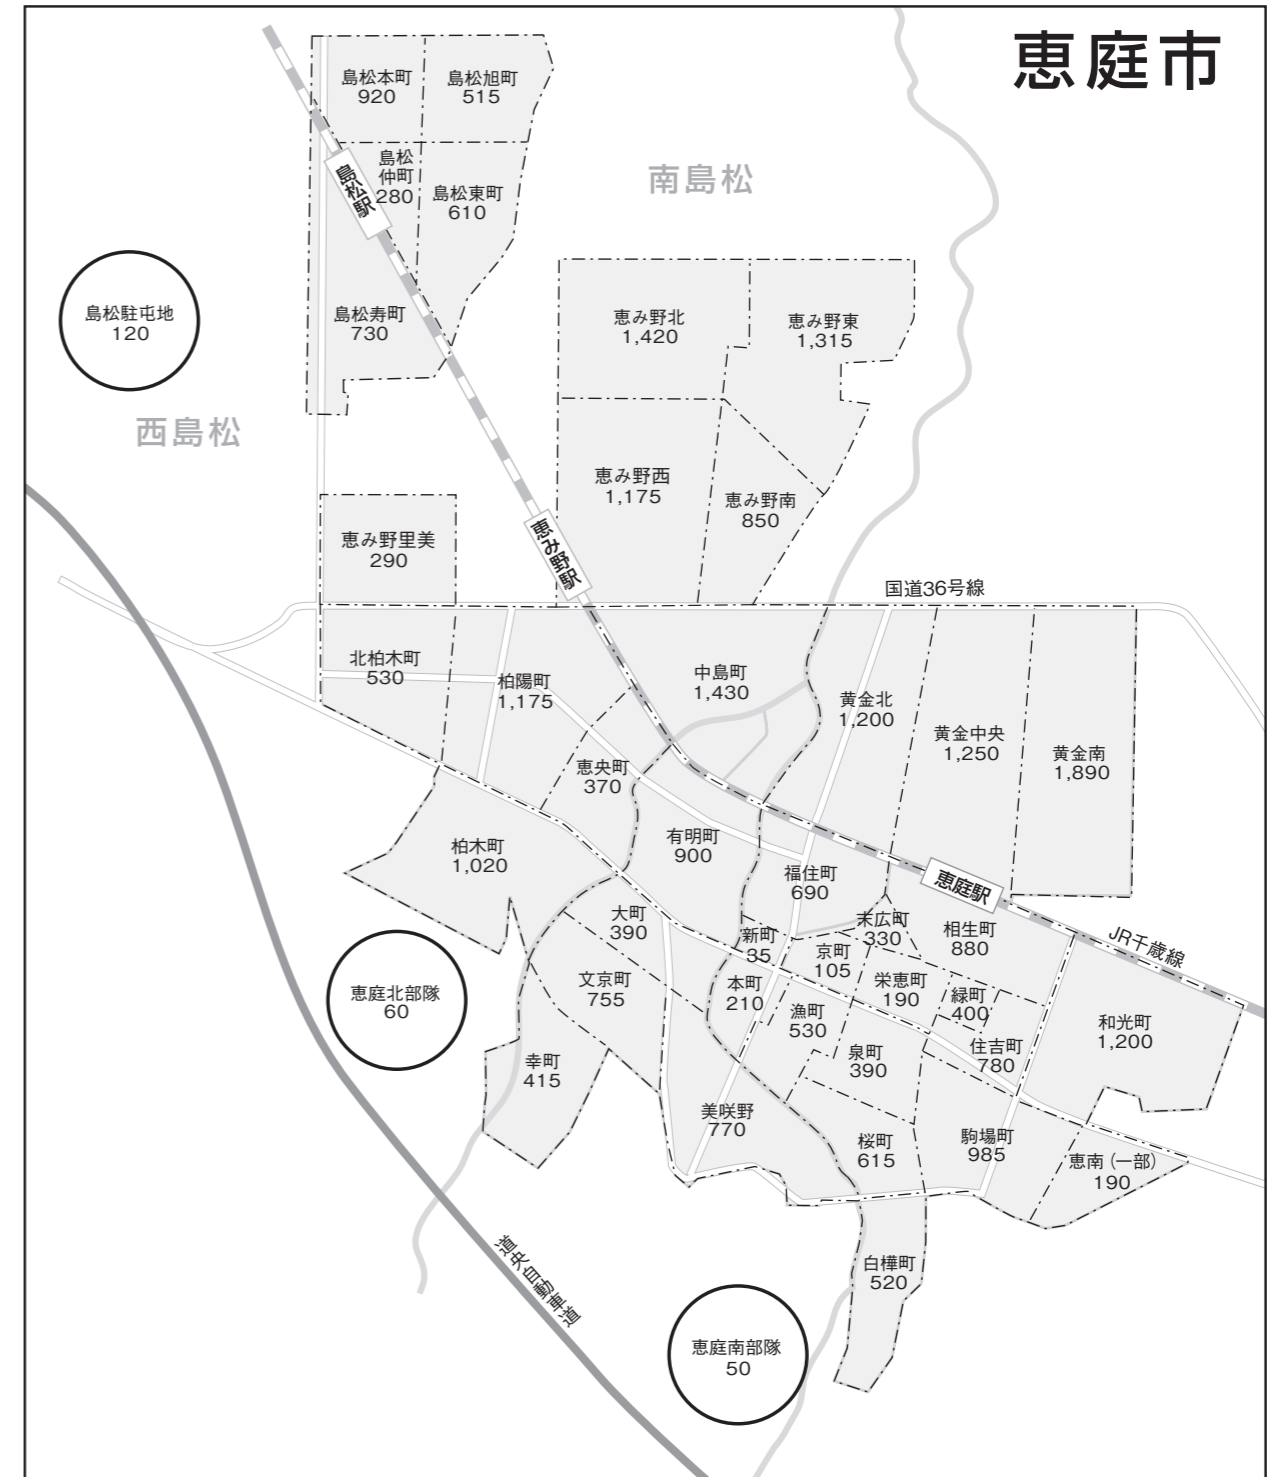 恵庭市
島松本町
920
島松旭町
515
島松
仲町
280
島松東町
610
島松駅
南島松
島松駐屯地
120
島松寿町
730
恵み野北
1,420
恵み野東
1,315
西島松
恵み野西
1,175
恵み野南
850
恵み野里美
290
恵み野駅
国道36号線
北柏木町
530
柏陽町
1,175
中島町
1,430
黄金北
1,200
黄金中央
1,250
黄金南
1,890
恵央町
370
柏木町
1,020
有明町
900
福住町
690
恵庭駅
大町
390
新町
35
末広町
330
京町
105
相生町
880
JR千歳線
恵庭北部隊
60
文京町
755
本町
210
栄恵町
190
緑町
400
漁町
530
和光町
1,200
住吉町
780
幸町
415
泉町
390
美咲野
770
桜町
615
駒場町
985
恵南（一部）
190
道央自動車道
白樺町
520
恵庭南部隊
50